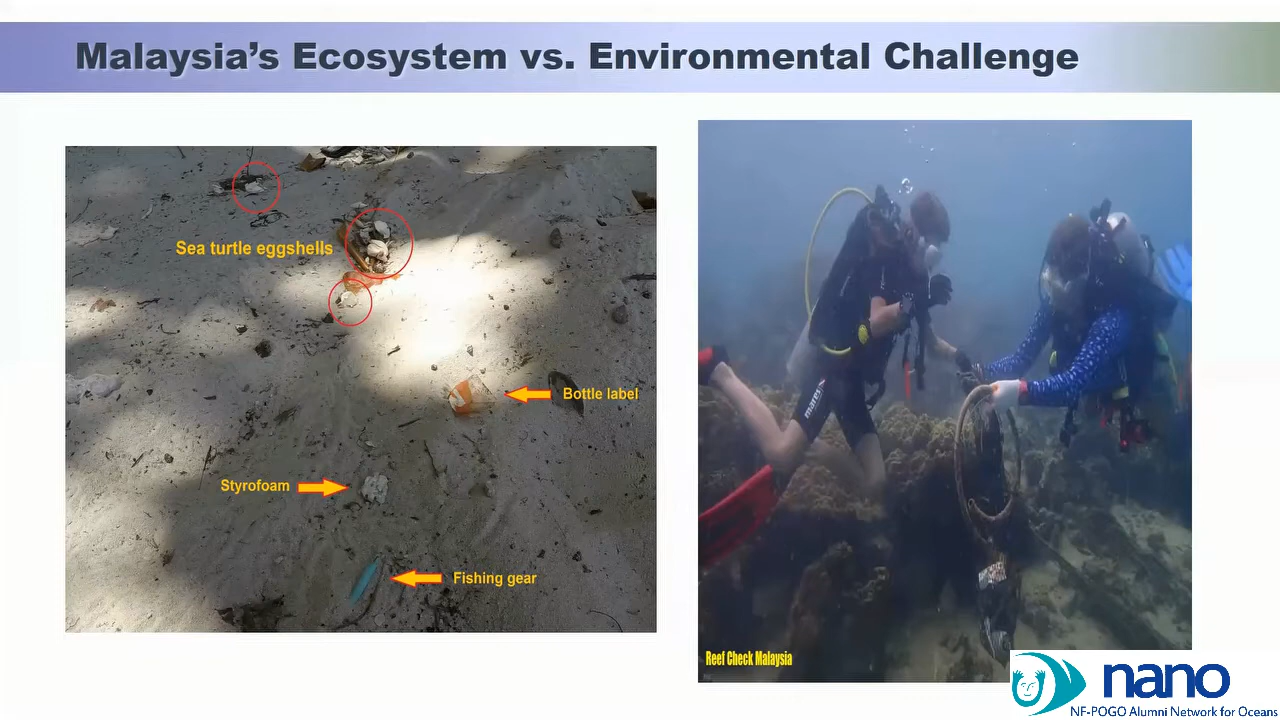 Malaysia's Ecosystem vs. Environmental Challenge
Sea turtle eggshells
Bottle label
Styrofoam
Fishing gear
mares
Reef Check Malaysia
nano
NF-POGO Alumni Network for Oceans